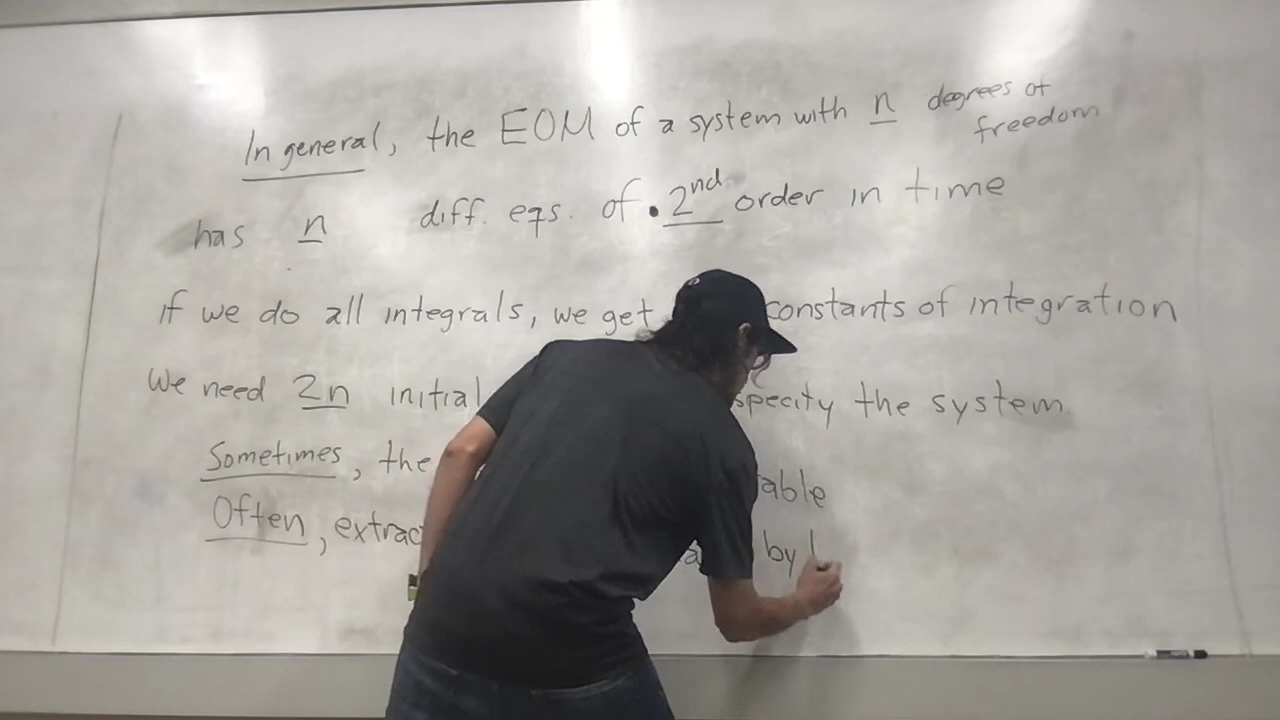 In general, the EOM of a system with n degrees of freedom
has n diff. eqs. of 2nd order in time
if we do all integrals, we get constants of integration
We need 2n initial specify the system
Sometimes, the
Often, by